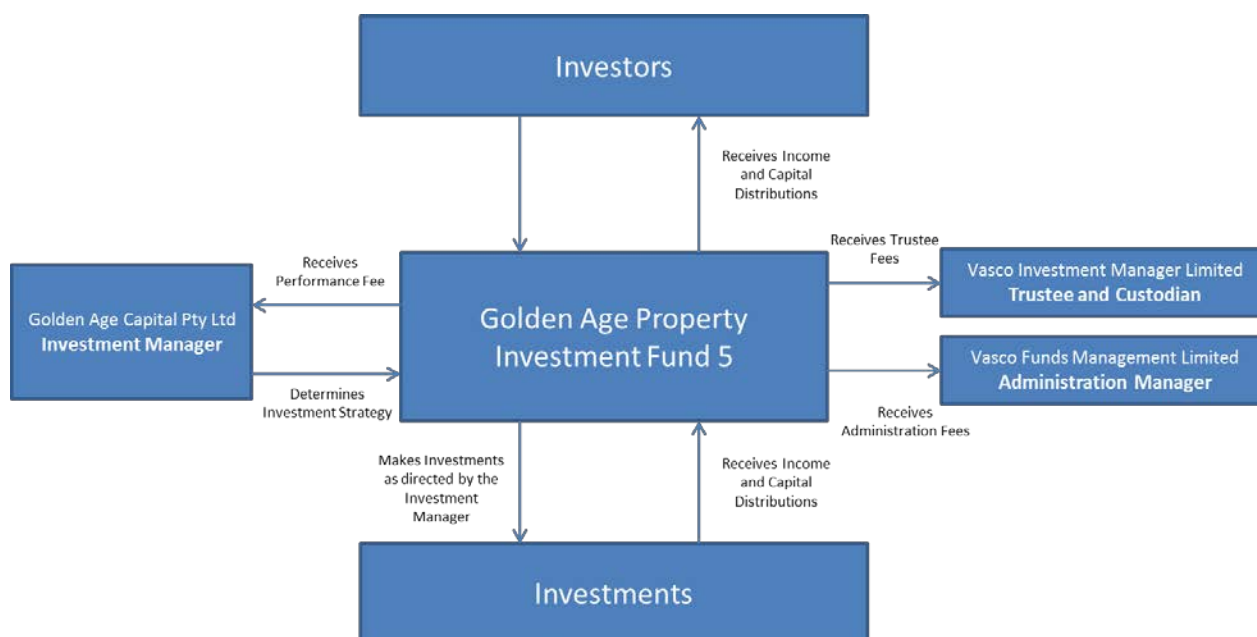 Investors
Receives Income
and Capital
Distributions
Receives
Performance Fee
Receives Trustee
Fees
Golden Age Capital Pty Ltd
Investment Manager
Golden Age Property
Investment Fund 5
Vasco Investment Manager Limited
Trustee and Custodian
Vasco Funds Management Limited
Administration Manager
Determines
Investment Strategy
Receives
Administration Fees
Makes Investments
as directed by the
Investment
Manager
Receives Income
and Capital
Distributions
Investments